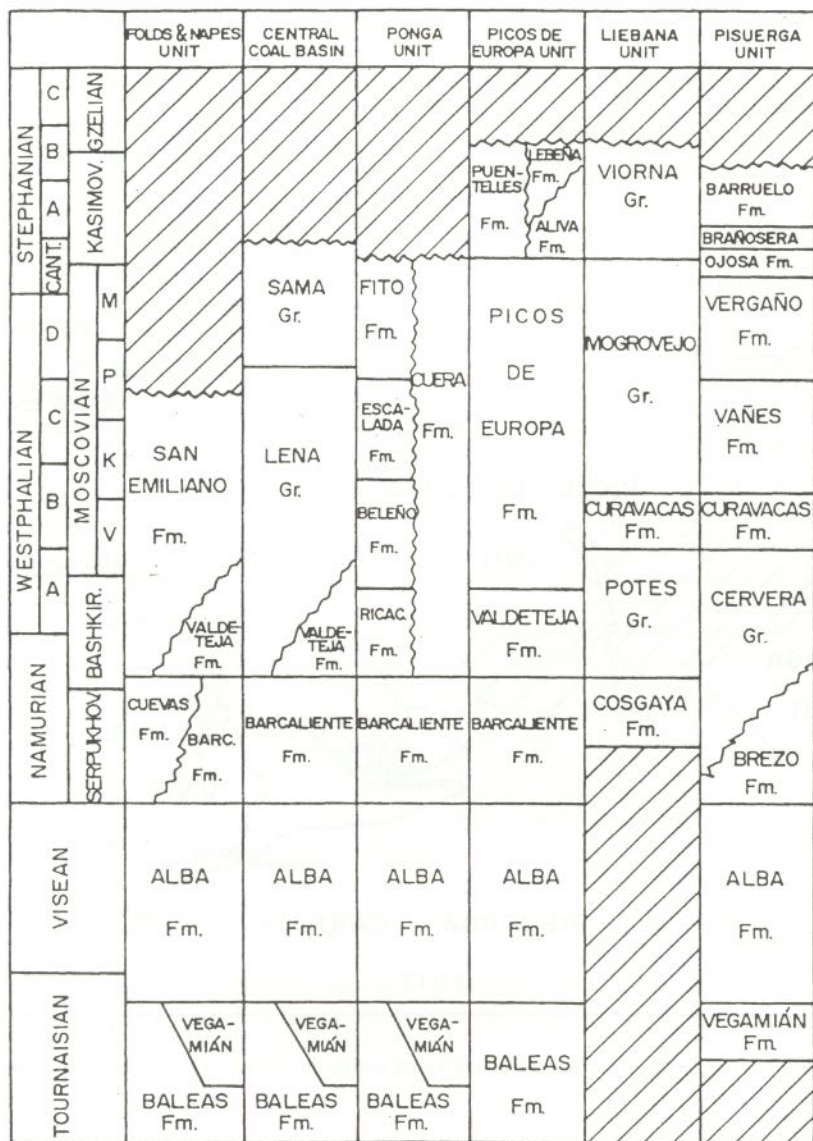 FOLDS & NAPES
UNIT
CENTRAL
COAL BASIN
PONGA
UNIT
PICOS DE
EUROPA UNIT
LIEBANA
UNIT
PISUERGA
UNIT
STEPHANIAN
C
B
A
CANT.
GZELIAN
KASIMOV.
WESTPHALIAN
D
C
B
A
MOSCOVIAN
M
P
K
V
BASHKIR.
NAMURIAN
SERPUKHOV.
VISEAN
TOURNAISIAN
SAN
EMILIANO
Fm.
VALDE-
TEJA
Fm.
CUEVAS
Fm.
BARC.
Fm.
ALBA
Fm.
VEGA-
MIÁN
BALEAS
Fm.
SAMA
Gr.
LENA
Gr.
VALDE-
TEJA
Fm.
BARCALIENTE
Fm.
ALBA
Fm.
VEGA-
MIÁN
BALEAS
Fm.
FITO
Fm.
CUERA
Fm.
ESCA-
LADA
Fm.
BELEÑO
Fm.
RICAC.
Fm.
BARCALIENTE
Fm.
ALBA
Fm.
VEGA-
MIÁN
BALEAS
Fm.
PUEN-
TELLES
Fm.
LEBEÑA
Fm.
ALIVA
Fm.
PICOS
DE
EUROPA
Fm.
VALDETEJA
Fm.
BARCALIENTE
Fm.
ALBA
Fm.
BALEAS
Fm.
VIORNA
Gr.
MOGROVEJO
Gr.
CURAVACAS
Fm.
POTES
Gr.
COSGAYA
Fm.
BARRUELO
Fm.
BRAÑOSERA
OJOSA Fm.
VERGAÑO
Fm.
VAÑES
Fm.
CURAVACAS
Fm.
CERVERA
Gr.
BREZO
Fm.
ALBA
Fm.
VEGAMIÁN
Fm.